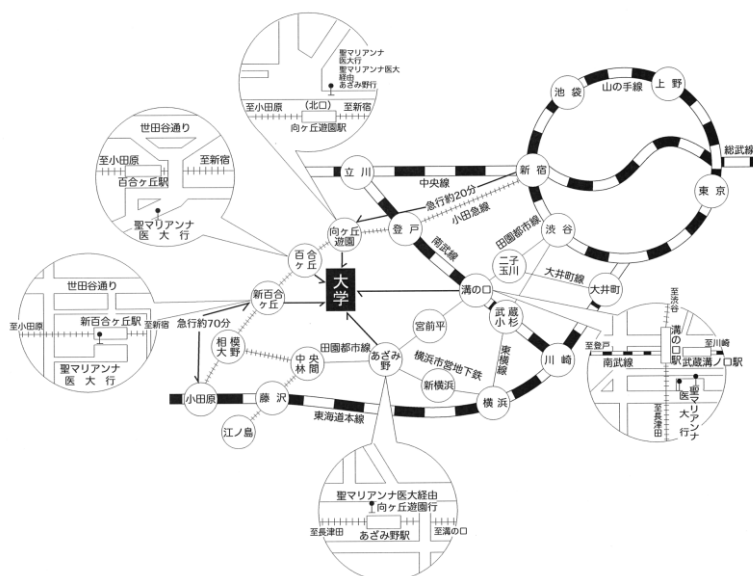 聖マリアンナ
医大行
聖マリアンナ医大
経由
あざみ野行
至小田原
(北口)
至新宿
向ヶ丘遊園駅
世田谷通り
至小田原
至新宿
百合ヶ丘駅
聖マリアンナ
医大行
世田谷通り
新百合ヶ丘駅
至小田原
至新宿
聖マリアンナ
医大行
池袋
山の手線
上野
総武線
立川
中央線
新宿
東京
急行約20分
小田急線
向ヶ丘
遊園
登戸
田園都市線
渋谷
南武線
二子
玉川
大井町線
大井町
百合
ヶ丘
大学
溝の口
新百合
ヶ丘
急行約70分
宮前平
武蔵
小杉
相模
大野
中央
林間
田園都市線
あざみ
野
横浜市営地下鉄
新横浜
東横線
川崎
小田原
藤沢
東海道本線
横浜
江ノ島
至渋谷
溝の口駅
至登戸
至川崎
南武線
武蔵溝ノ口駅
聖マリアンナ
医大行
至長津田
聖マリアンナ医大経由
向ヶ丘遊園行
至長津田
あざみ野駅
至溝の口